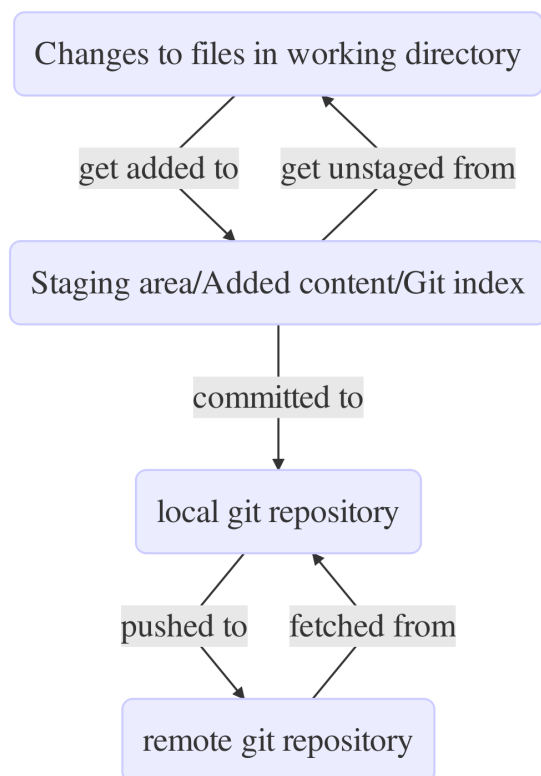 Changes to files in working directory
get added to
get unstaged from
Staging area/Added content/Git index
committed to
local git repository
pushed to
fetched from
remote git repository